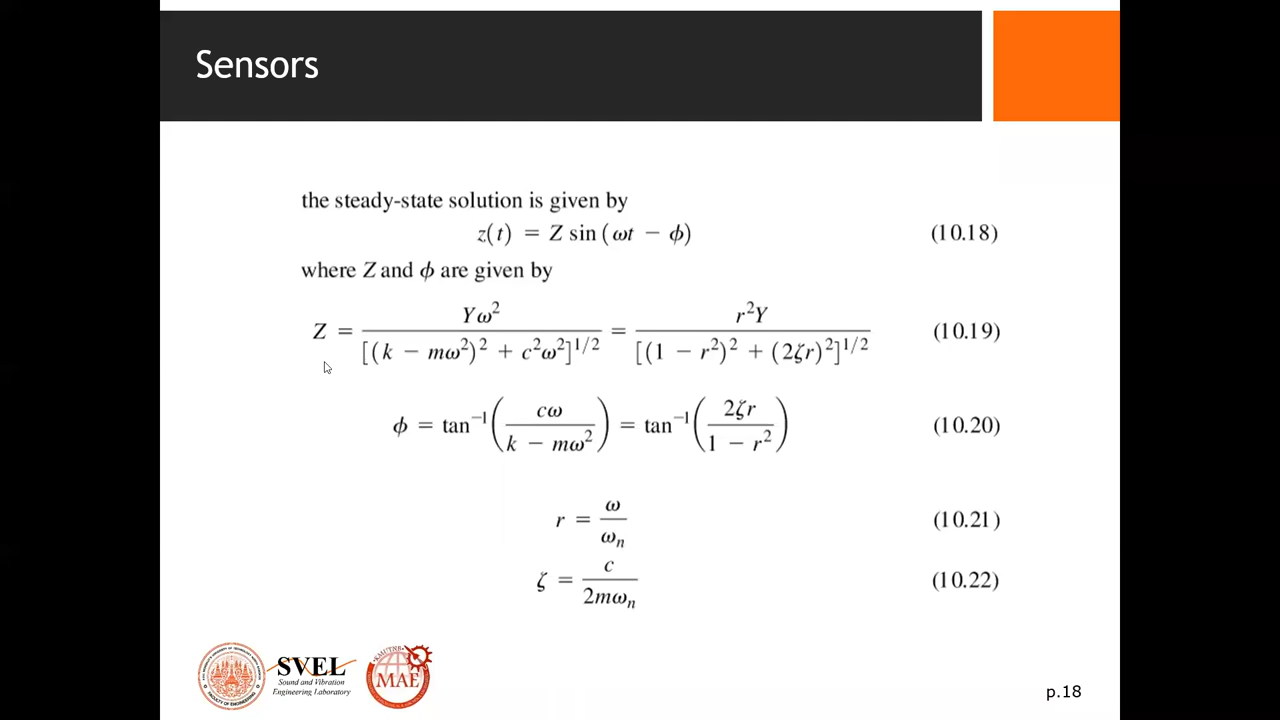 Sensors
the steady-state solution is given by
z(t) = Z sin (ωt − ϕ) (10.18)
where Z and ϕ are given by
Z = Yω² / [(k − mω²)² + c²ω²]^1/2 = r²Y / [(1 − r²)² + (2ζr)²]^1/2 (10.19)
ϕ = tan⁻¹(cω / k − mω²) = tan⁻¹(2ζr / 1 − r²) (10.20)
r = ω / ωₙ (10.21)
ζ = c / 2mωₙ (10.22)
SVEL
Sound and Vibration
Engineering Laboratory
KMUTNB
MAE
p.18